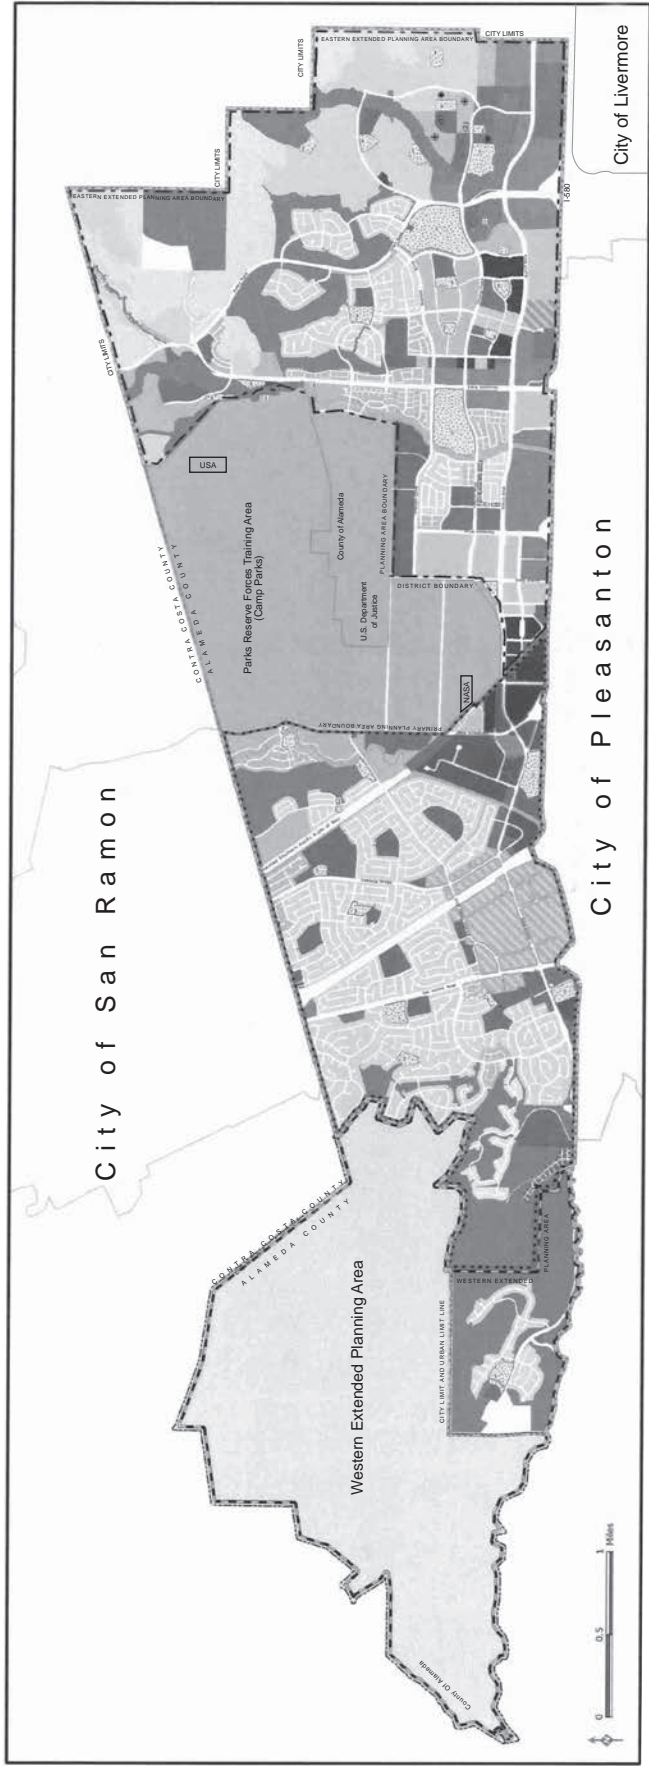 City of San Ramon
City of Pleasanton
City of Livermore
Western Extended Planning Area
Parks Reserve Forces Training Area
(Camp Parks)
USA
NASA
County of Alameda
U.S. Department
of Justice
PLANNING AREA BOUNDARY
DISTRICT BOUNDARY
PRIMARY PLANNING AREA BOUNDARY
CONTRA COSTA COUNTY
ALAMEDA COUNTY
CONTRA COSTA COUNTY
ALAMEDA COUNTY
CITY LIMITS
EASTERN EXTENDED PLANNING AREA BOUNDARY
CITY LIMITS
CITY LIMITS
EASTERN EXTENDED PLANNING AREA BOUNDARY
CITY LIMITS
I-580
WESTERN EXTENDED
PLANNING AREA
CITY LIMIT AND URBAN LIMIT LINE
County Of Alameda
0 0.5 1
Miles